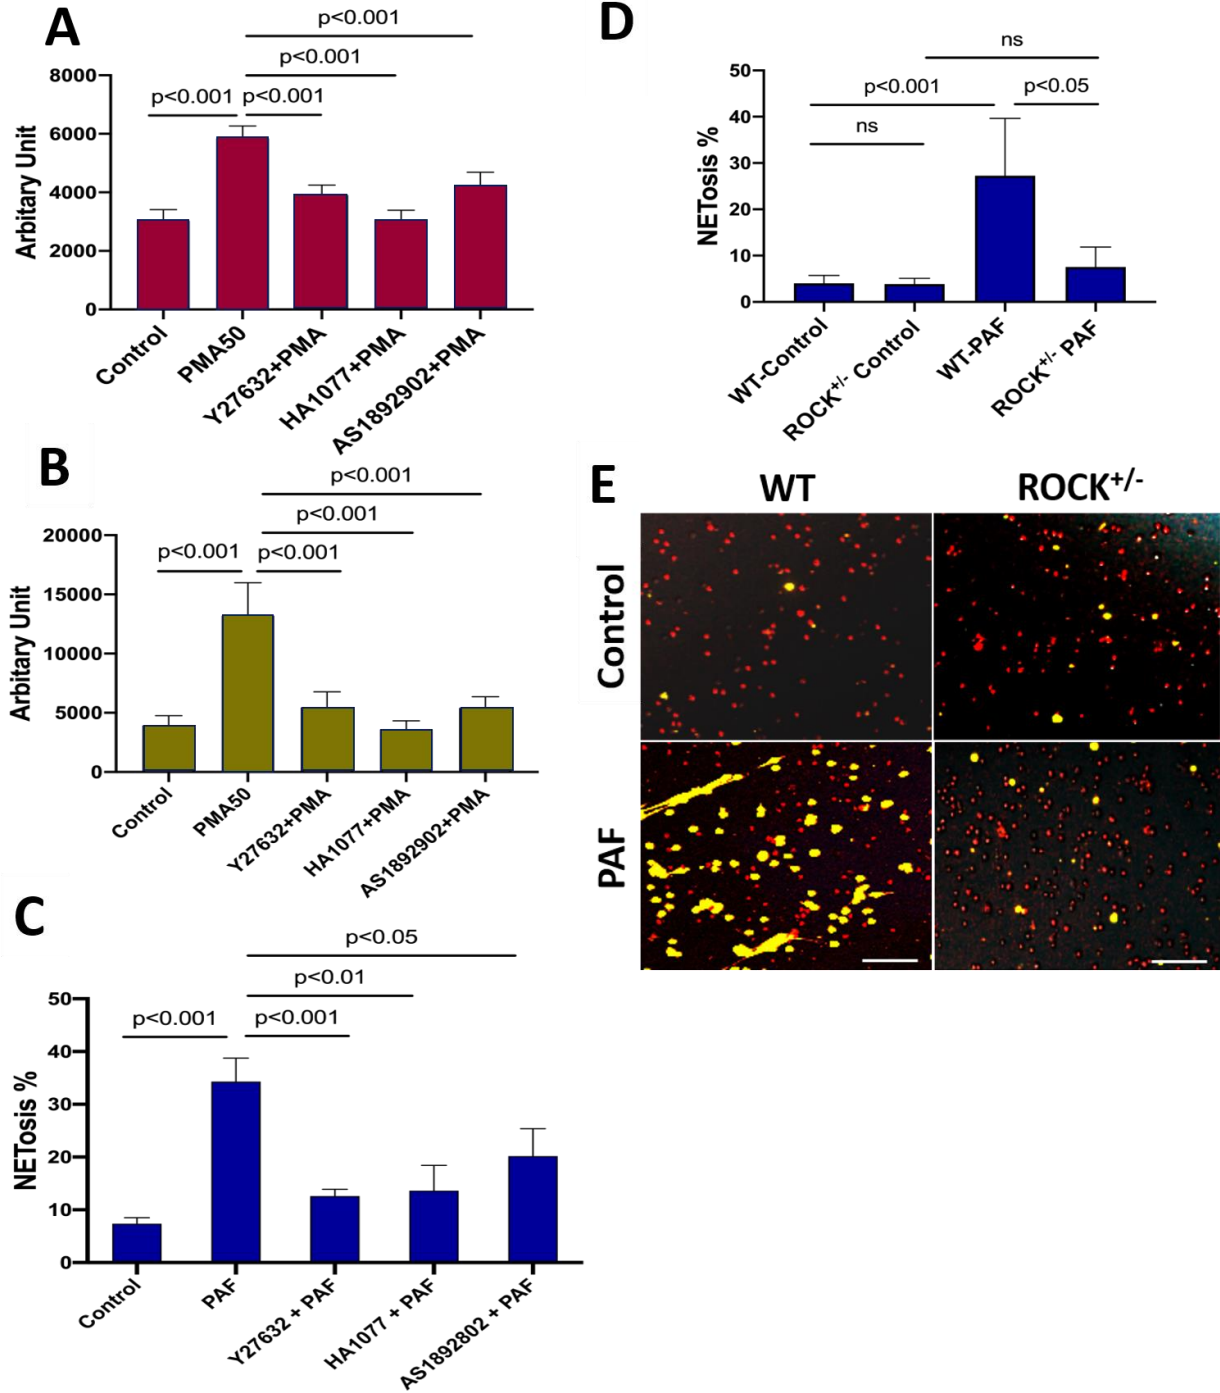 A
p<0.001
p<0.001
p<0.001 p<0.001
Arbitary Unit
8000
6000
4000
2000
0
Control
PMA50
Y27632+PMA
HA1077+PMA
AS1892902+PMA
B
p<0.001
p<0.001
p<0.001 p<0.001
Arbitary Unit
20000
15000
10000
5000
0
Control
PMA50
Y27632+PMA
HA1077+PMA
AS1892902+PMA
C
p<0.05
p<0.01
p<0.001 p<0.001
NETosis %
50
40
30
20
10
0
Control
PAF
Y27632 + PAF
HA1077 + PAF
AS1892802 + PAF
D
ns
p<0.001 p<0.05
ns
NETosis %
50
40
30
20
10
0
WT-Control
ROCK+/- Control
WT-PAF
ROCK+/- PAF
E
WT ROCK+/-
Control
PAF